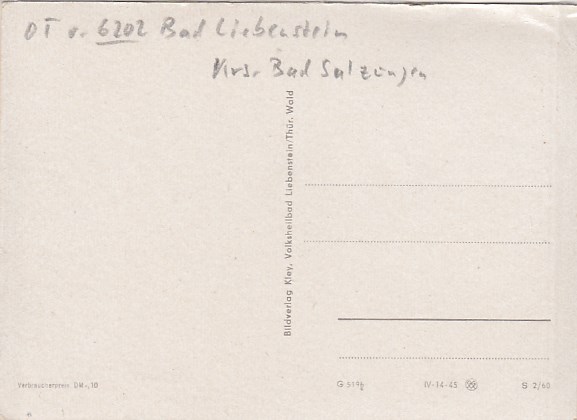 OT v. 6202 Bad Liebenstein
Krs. Bad Salzungen
Bildverlag Kley, Volksheilbad Liebenstein/Thür. Wald
Verbraucherpreis DM -,10
IV-14-45
S 2/60